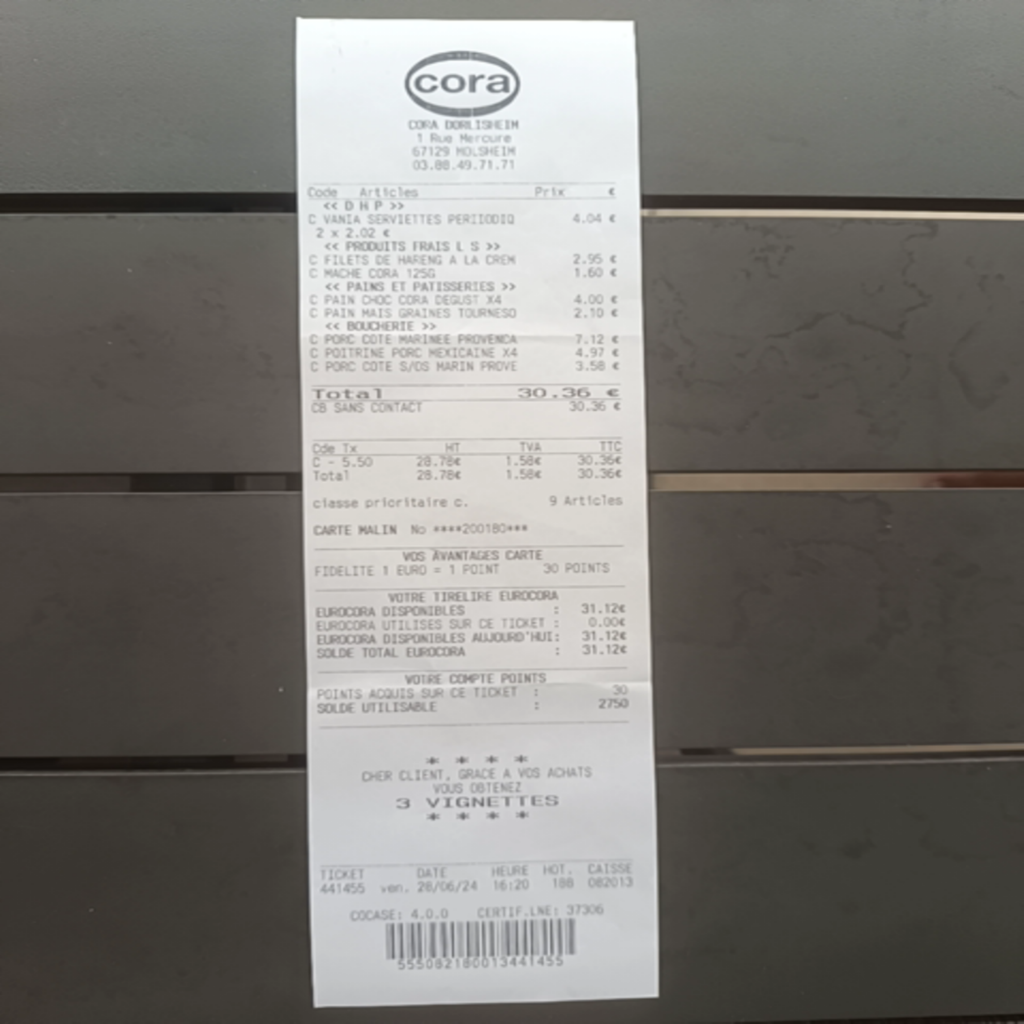 cora
CORA DORLISHEIM
1 Rue Mercure
67129 MOLSHEIM
03.88.49.71.71
Code Articles Prix €
<< D H P >>
C VANIA SERVIETTES PERIIODIQ 4.04 €
2 x 2.02 €
<< PRODUITS FRAIS L S >>
C FILETS DE HARENG A LA CREM 2.95 €
C MACHE CORA 125G 1.60 €
<< PAINS ET PATISSERIES >>
C PAIN CHOC CORA DEGUST X4 4.00 €
C PAIN MAIS GRAINES TOURNESO 2.10 €
<< BOUCHERIE >>
C PORC COTE MARINEE PROVENCA 7.12 €
C POITRINE PORC MEXICAINE X4 4.97 €
C PORC COTE S/OS MARIN PROVE 3.58 €
Total 30.36 €
CB SANS CONTACT 30.36 €
Cde Tx HT TVA TTC
C - 5.50 28.78€ 1.58€ 30.36€
Total 28.78€ 1.58€ 30.36€
classe prioritaire c. 9 Articles
CARTE MALIN No ****200180***
VOS AVANTAGES CARTE
FIDELITE 1 EURO = 1 POINT 30 POINTS
VOTRE TIRELIRE EUROCORA
EUROCORA DISPONIBLES : 31.12€
EUROCORA UTILISES SUR CE TICKET : 0.00€
EUROCORA DISPONIBLES AUJOURD'HUI: 31.12€
SOLDE TOTAL EUROCORA : 31.12€
VOTRE COMPTE POINTS
POINTS ACQUIS SUR CE TICKET : 30
SOLDE UTILISABLE : 2750
* * * *
CHER CLIENT, GRACE A VOS ACHATS
VOUS OBTENEZ
3 VIGNETTES
* * * *
TICKET DATE HEURE HOT. CAISSE
441455 ven. 28/06/24 16:20 188 082013
COCASE: 4.0.0 CERTIF.LNE: 37306
555082180013441455